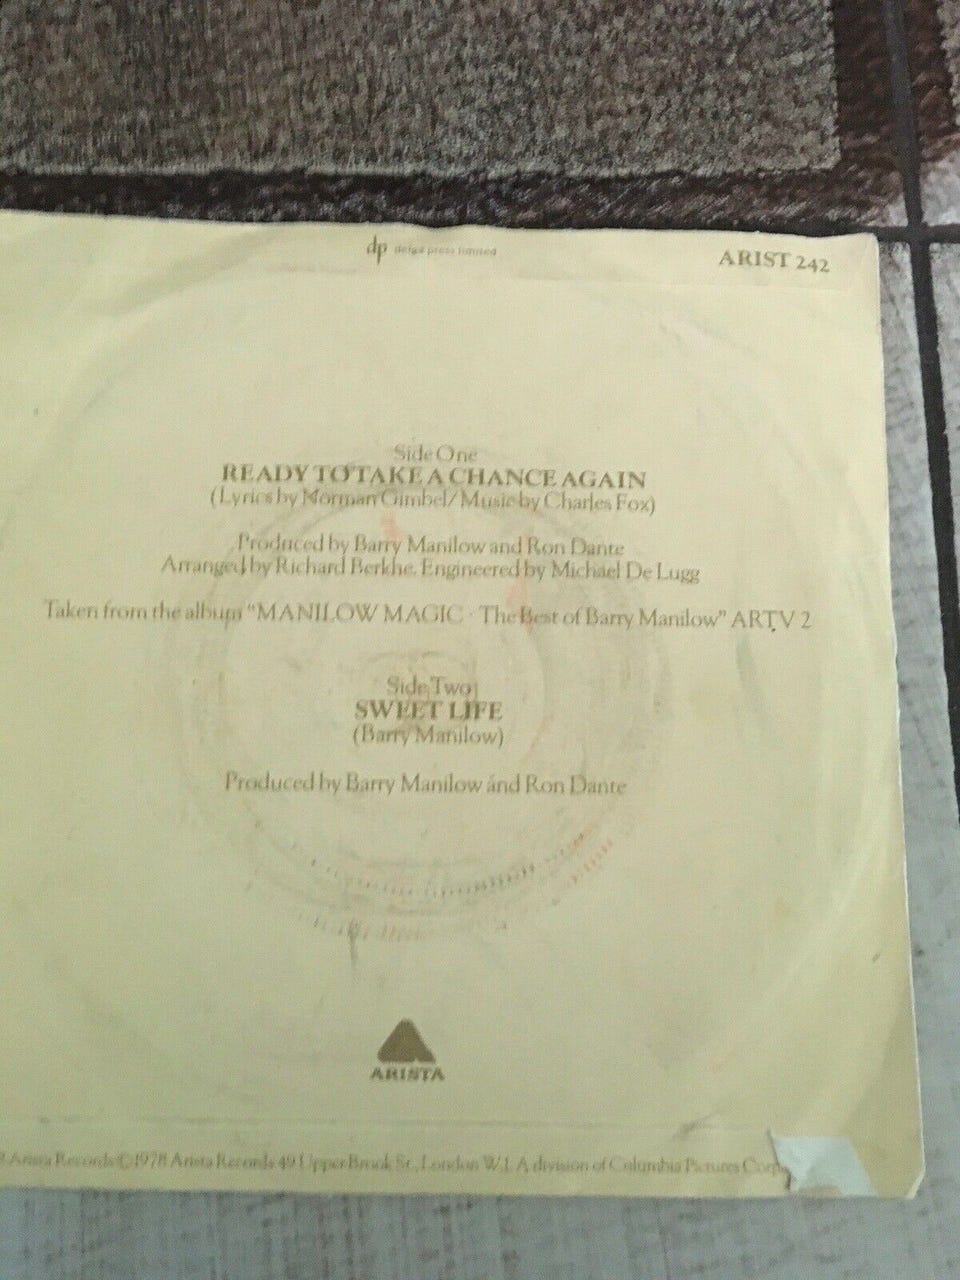 dp delga press limited
ARIST 242
Side One
READY TO TAKE A CHANCE AGAIN
(Lyrics by Norman Gimbel/Music by Charles Fox)
Produced by Barry Manilow and Ron Dante
Arranged by Richard Berkhe. Engineered by Michael De Lugg
Taken from the album "MANILOW MAGIC · The Best of Barry Manilow" ARTV 2
Side Two
SWEET LIFE
(Barry Manilow)
Produced by Barry Manilow and Ron Dante
ARISTA
Arista Records © 1978 Arista Records 49 Upper Brook St., London W.1. A division of Columbia Pictures